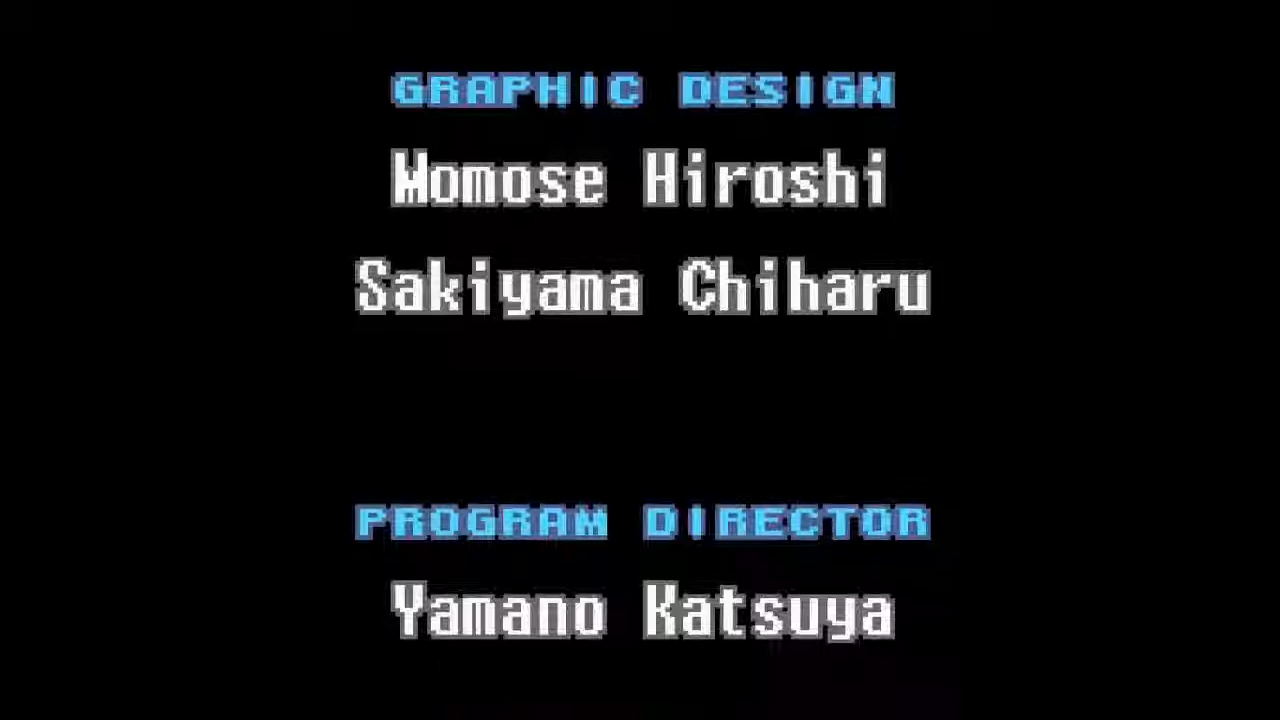 GRAPHIC DESIGN
Momose Hiroshi
Sakiyama Chiharu
PROGRAM DIRECTOR
Yamano Katsuya